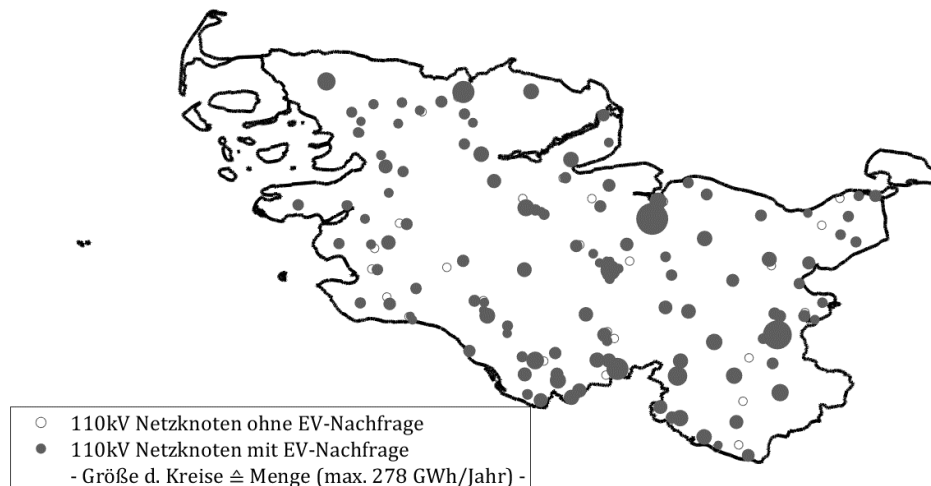 110kV Netzknoten ohne EV-Nachfrage
110kV Netzknoten mit EV-Nachfrage
- Größe d. Kreise ≙ Menge (max. 278 GWh/Jahr) -